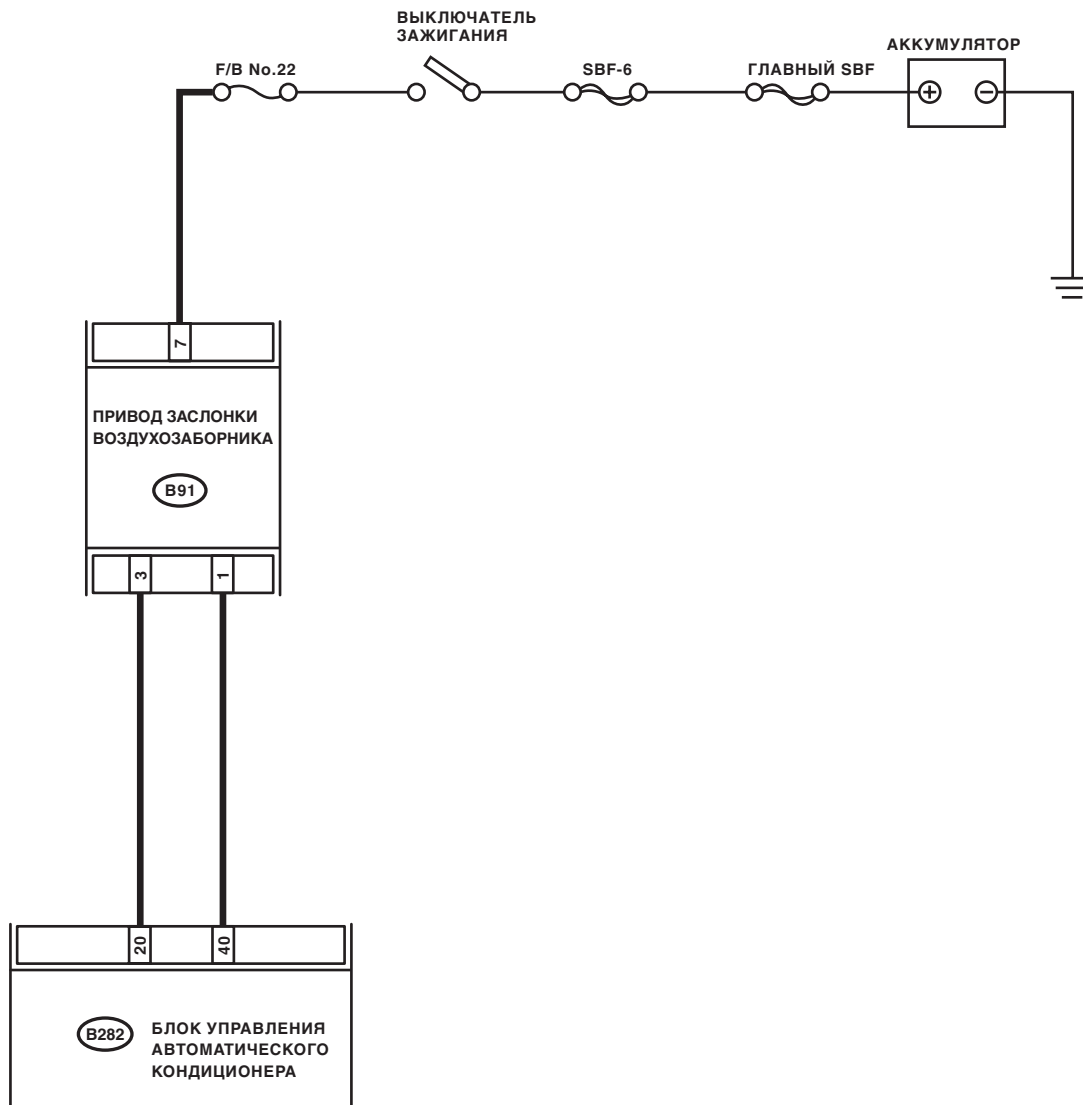 ВЫКЛЮЧАТЕЛЬ
ЗАЖИГАНИЯ
АККУМУЛЯТОР
F/B No.22
SBF-6
ГЛАВНЫЙ SBF
+ −
7
ПРИВОД ЗАСЛОНКИ
ВОЗДУХОЗАБОРНИКА
B91
3 1
20 40
B282
БЛОК УПРАВЛЕНИЯ
АВТОМАТИЧЕСКОГО
КОНДИЦИОНЕРА